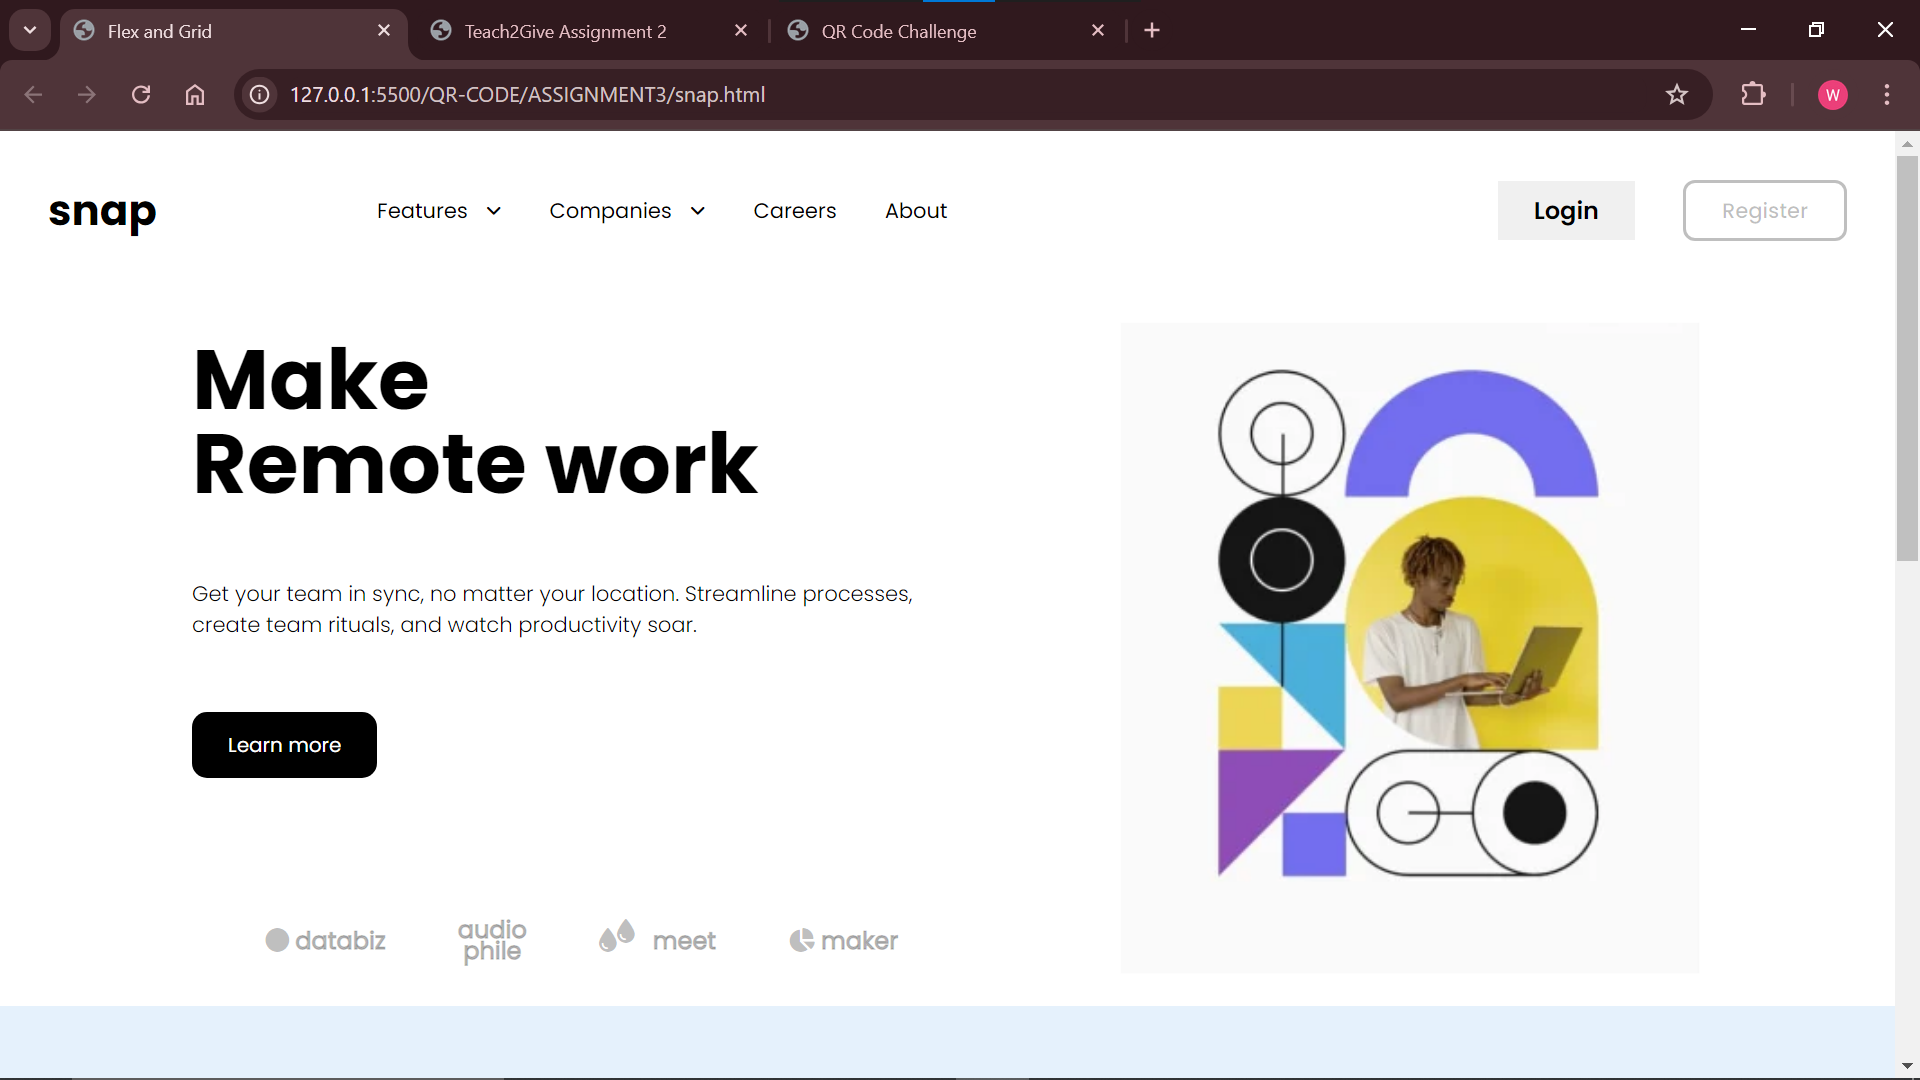 Flex and Grid
Teach2Give Assignment 2
QR Code Challenge
127.0.0.1:5500/QR-CODE/ASSIGNMENT3/snap.html
W
snap
Features
Companies
Careers
About
Login
Register
Make
Remote work
Get your team in sync, no matter your location. Streamline processes,
create team rituals, and watch productivity soar.
Learn more
databiz
audio
phile
meet
maker